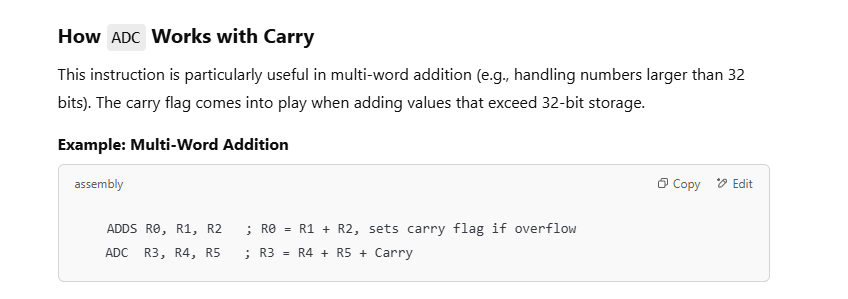 How ADC Works with Carry
This instruction is particularly useful in multi-word addition (e.g., handling numbers larger than 32
bits). The carry flag comes into play when adding values that exceed 32-bit storage.
Example: Multi-Word Addition
assembly Copy Edit
ADDS R0, R1, R2 ; R0 = R1 + R2, sets carry flag if overflow
ADC R3, R4, R5 ; R3 = R4 + R5 + Carry